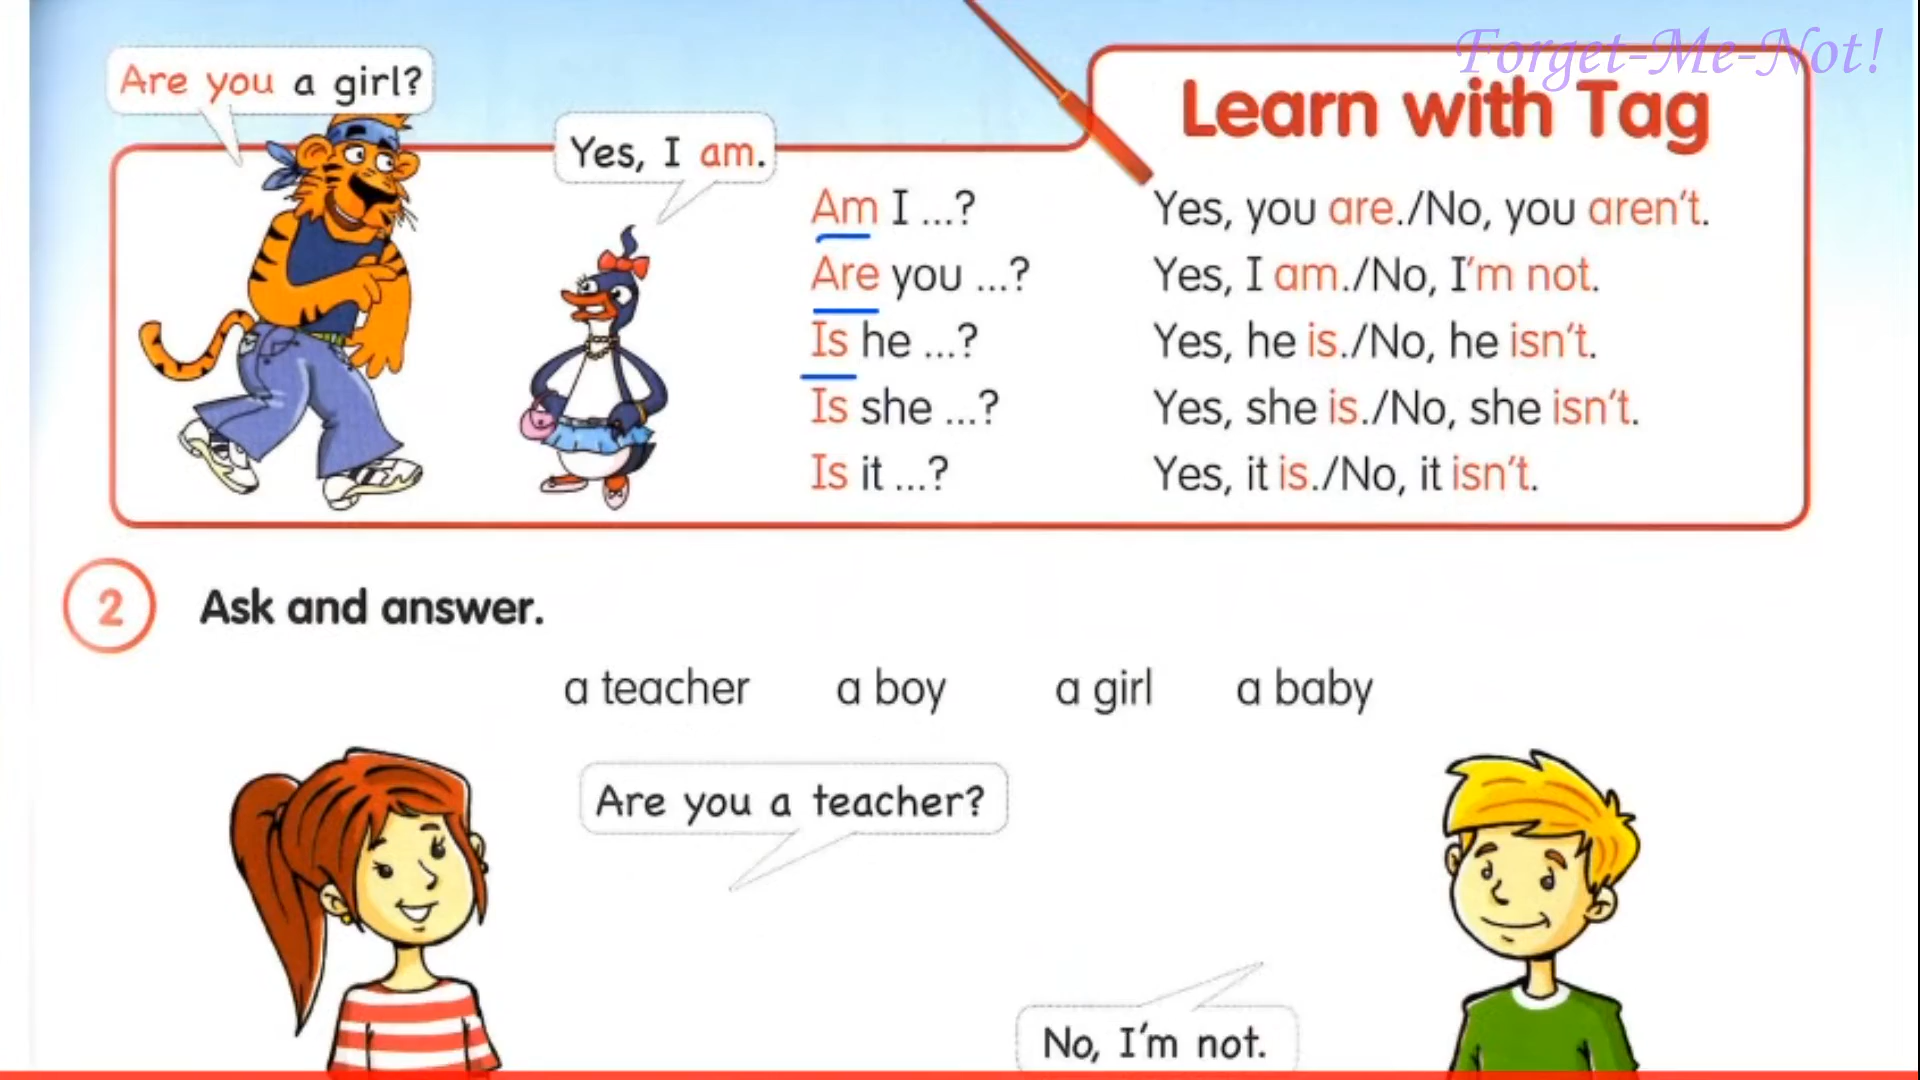 Forget-Me-Not!
Are you a girl?
Yes, I am.
Learn with Tag
Am I ...? Yes, you are./No, you aren't.
Are you ...? Yes, I am./No, I'm not.
Is he ...? Yes, he is./No, he isn't.
Is she ...? Yes, she is./No, she isn't.
Is it ...? Yes, it is./No, it isn't.
2 Ask and answer.
a teacher a boy a girl a baby
Are you a teacher?
No, I'm not.